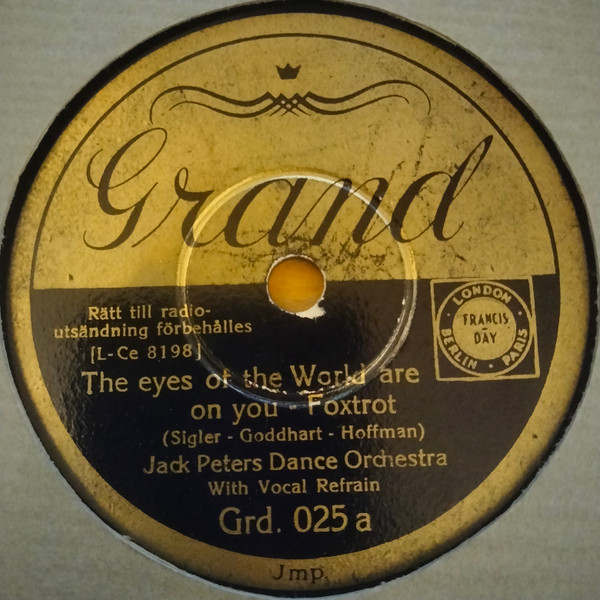 Grand
Rätt till radio-
utsändning förbehålles
[L-Ce 8198]
LONDON
FRANCIS
- DAY
BERLIN · PARIS
The eyes of the World are
on you - Foxtrot
(Sigler - Goddhart - Hoffman)
Jack Peters Dance Orchestra
With Vocal Refrain
Grd. 025 a
Jmp.